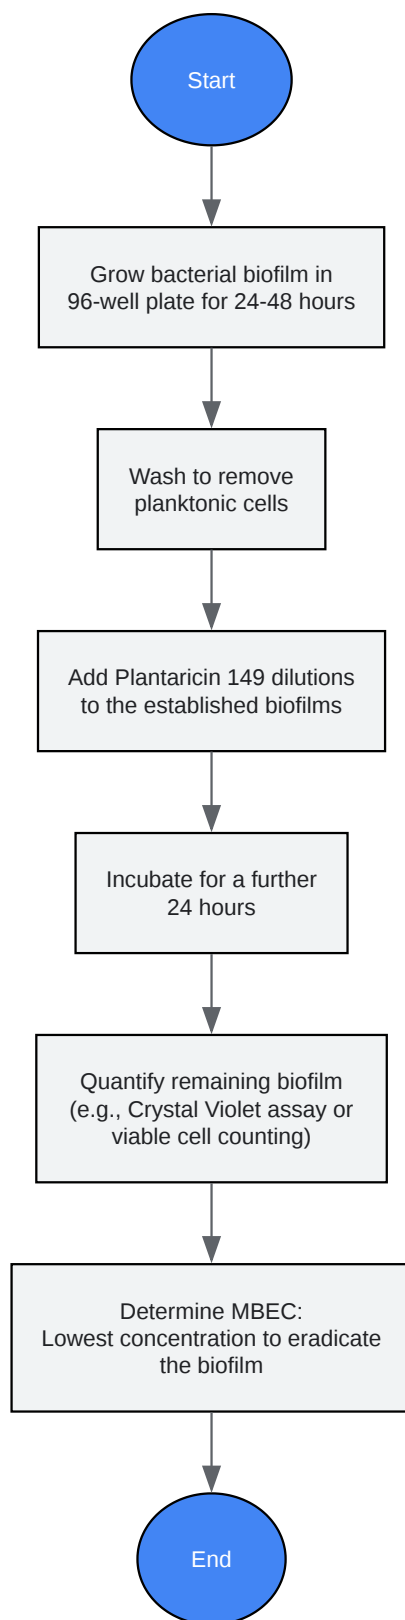 Start
Grow bacterial biofilm in
96-well plate for 24-48 hours
Wash to remove
planktonic cells
Add Plantaricin 149 dilutions
to the established biofilms
Incubate for a further
24 hours
Quantify remaining biofilm
(e.g., Crystal Violet assay or
viable cell counting)
Determine MBEC:
Lowest concentration to eradicate
the biofilm
End